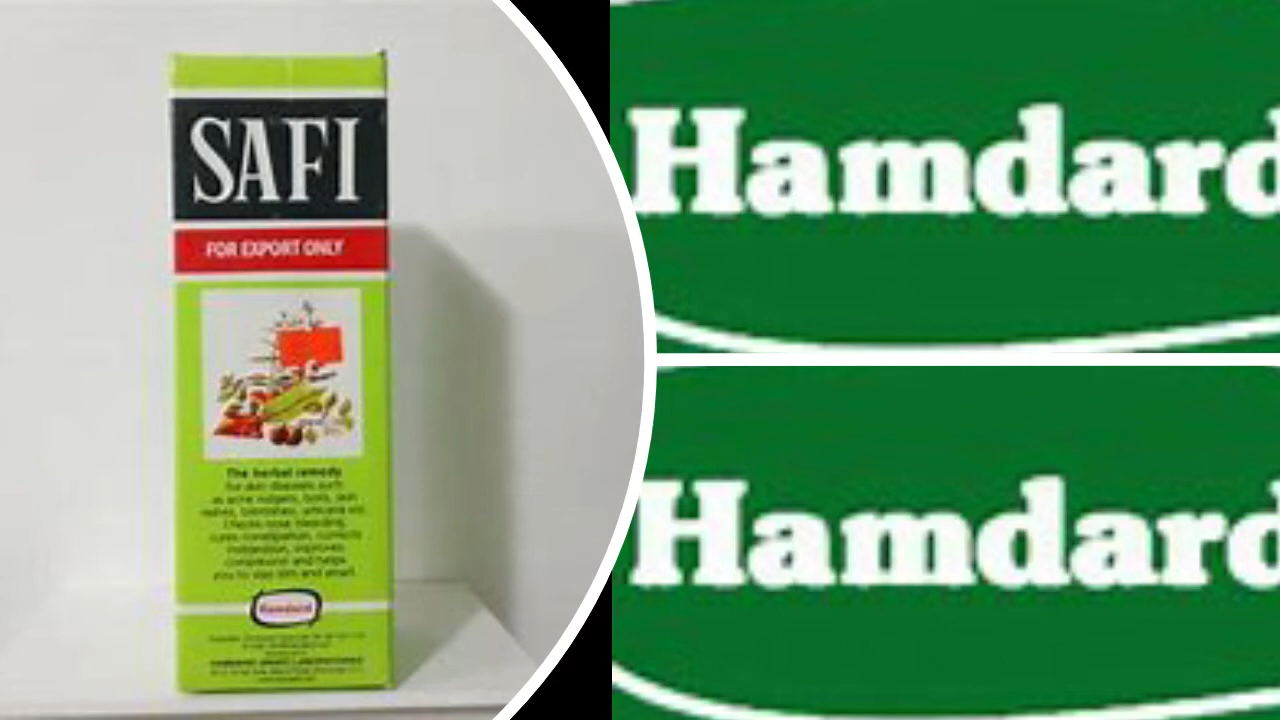 SAFI
FOR EXPORT ONLY
The herbal remedy
for skin diseases such
as acne vulgaris, boils, skin
rashes, blemishes, urticaria etc.
Checks nose bleeding,
cures constipation, corrects
indigestion, improves
complexion and helps
you to stay slim and smart.
Hamdard
Hamdard
Hamdard